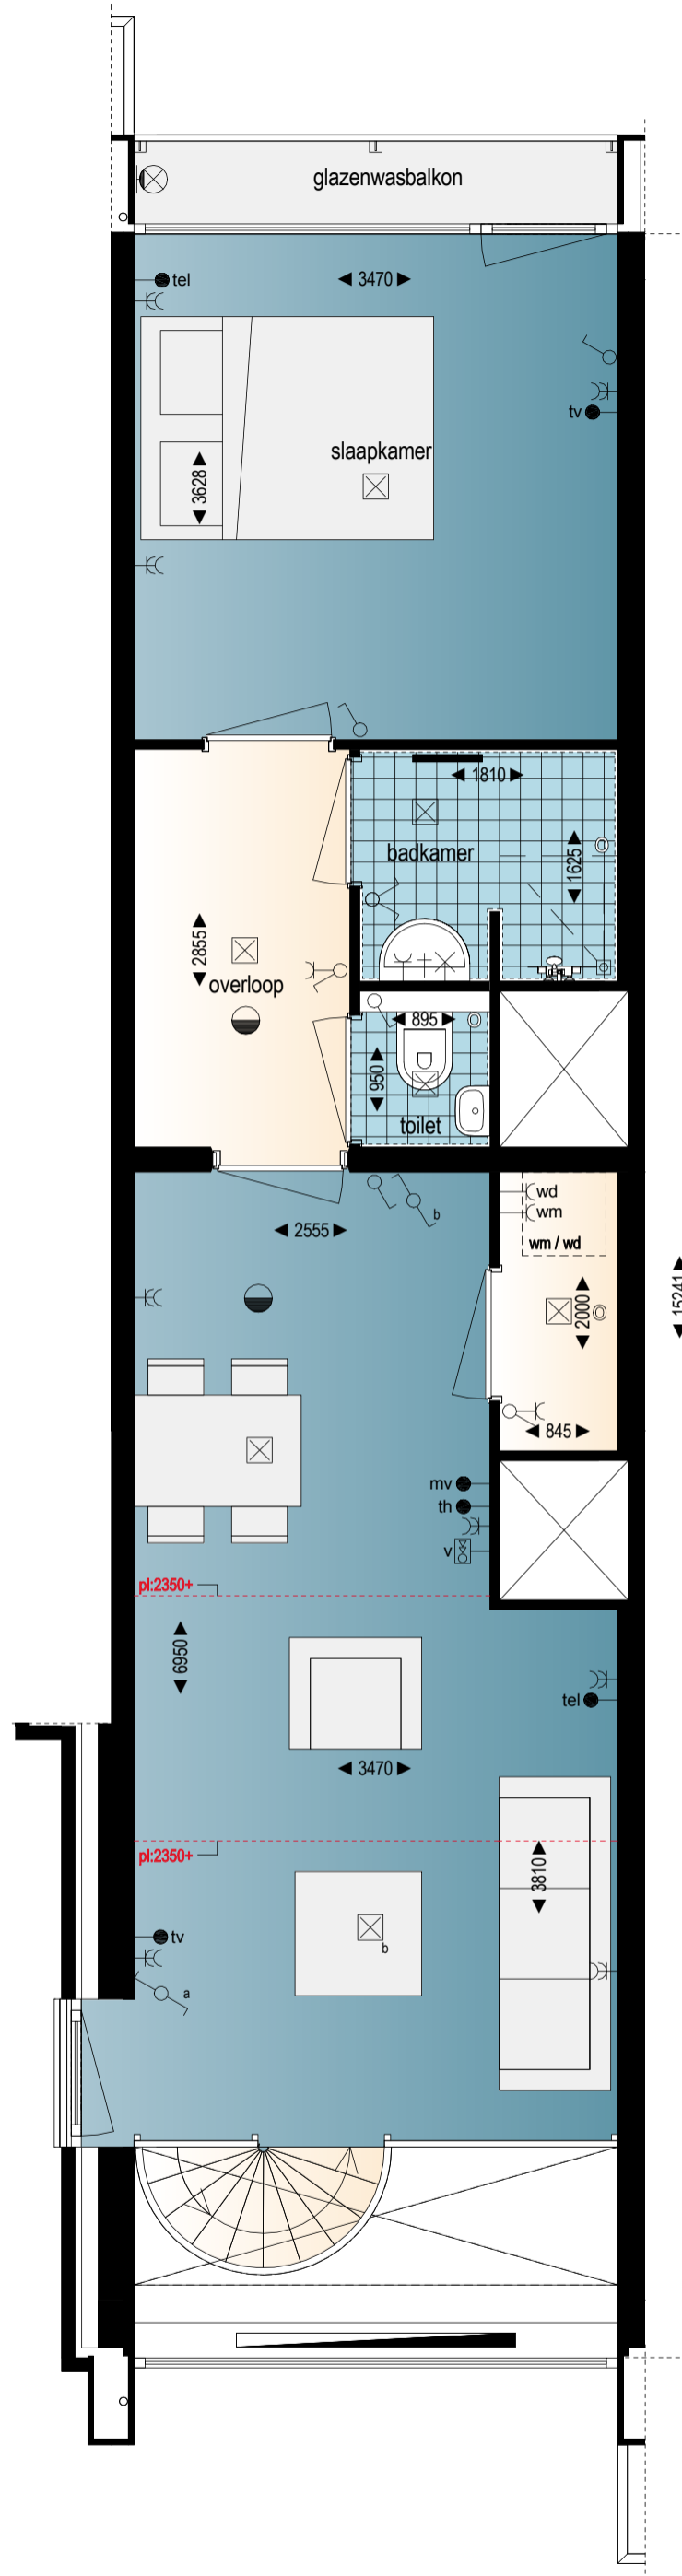 glazenwasbalkon
tel
3470
tv
slaapkamer
3628
1810
badkamer
1625
2855
overloop
895
950
toilet
wd
wm
wm / wd
b
2555
15241
2000
845
mv
th
v
pl:2350+
6950
tel
3470
pl:2350+
3810
tv
b
a